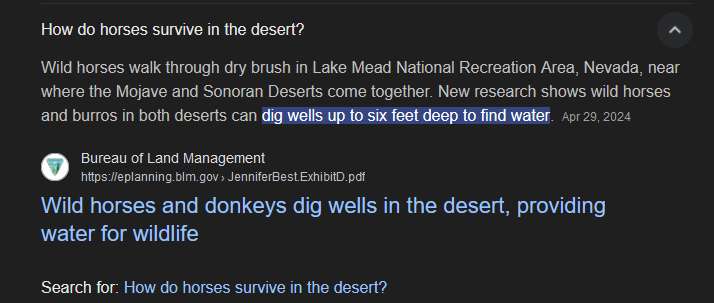 How do horses survive in the desert?
Wild horses walk through dry brush in Lake Mead National Recreation Area, Nevada, near
where the Mojave and Sonoran Deserts come together. New research shows wild horses
and burros in both deserts can dig wells up to six feet deep to find water. Apr 29, 2024
Bureau of Land Management
https://eplanning.blm.gov › JenniferBest.ExhibitD.pdf
Wild horses and donkeys dig wells in the desert, providing
water for wildlife
Search for: How do horses survive in the desert?